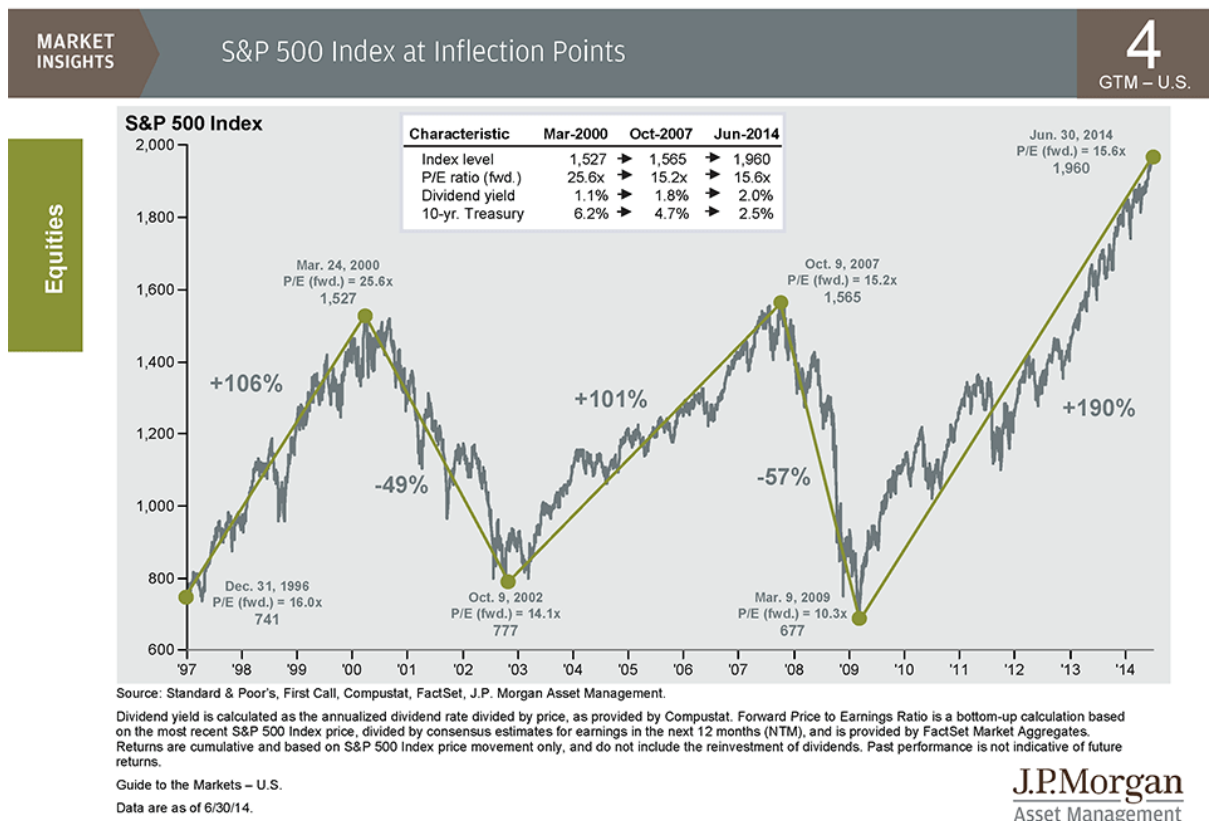 MARKET
INSIGHTS
S&P 500 Index at Inflection Points
4
GTM – U.S.
Equities
S&P 500 Index
Characteristic Mar-2000 Oct-2007 Jun-2014
Index level 1,527 ➔ 1,565 ➔ 1,960
P/E ratio (fwd.) 25.6x ➔ 15.2x ➔ 15.6x
Dividend yield 1.1% ➔ 1.8% ➔ 2.0%
10-yr. Treasury 6.2% ➔ 4.7% ➔ 2.5%
Jun. 30, 2014
P/E (fwd.) = 15.6x
1,960
Mar. 24, 2000
P/E (fwd.) = 25.6x
1,527
Oct. 9, 2007
P/E (fwd.) = 15.2x
1,565
+106%
-49%
+101%
-57%
+190%
Dec. 31, 1996
P/E (fwd.) = 16.0x
741
Oct. 9, 2002
P/E (fwd.) = 14.1x
777
Mar. 9, 2009
P/E (fwd.) = 10.3x
677
2,000
1,800
1,600
1,400
1,200
1,000
800
600
'97 '98 '99 '00 '01 '02 '03 '04 '05 '06 '07 '08 '09 '10 '11 '12 '13 '14
Source: Standard & Poor's, First Call, Compustat, FactSet, J.P. Morgan Asset Management.
Dividend yield is calculated as the annualized dividend rate divided by price, as provided by Compustat. Forward Price to Earnings Ratio is a bottom-up calculation based
on the most recent S&P 500 Index price, divided by consensus estimates for earnings in the next 12 months (NTM), and is provided by FactSet Market Aggregates.
Returns are cumulative and based on S&P 500 Index price movement only, and do not include the reinvestment of dividends. Past performance is not indicative of future
returns.
Guide to the Markets – U.S.
Data are as of 6/30/14.
J.P.Morgan
Asset Management